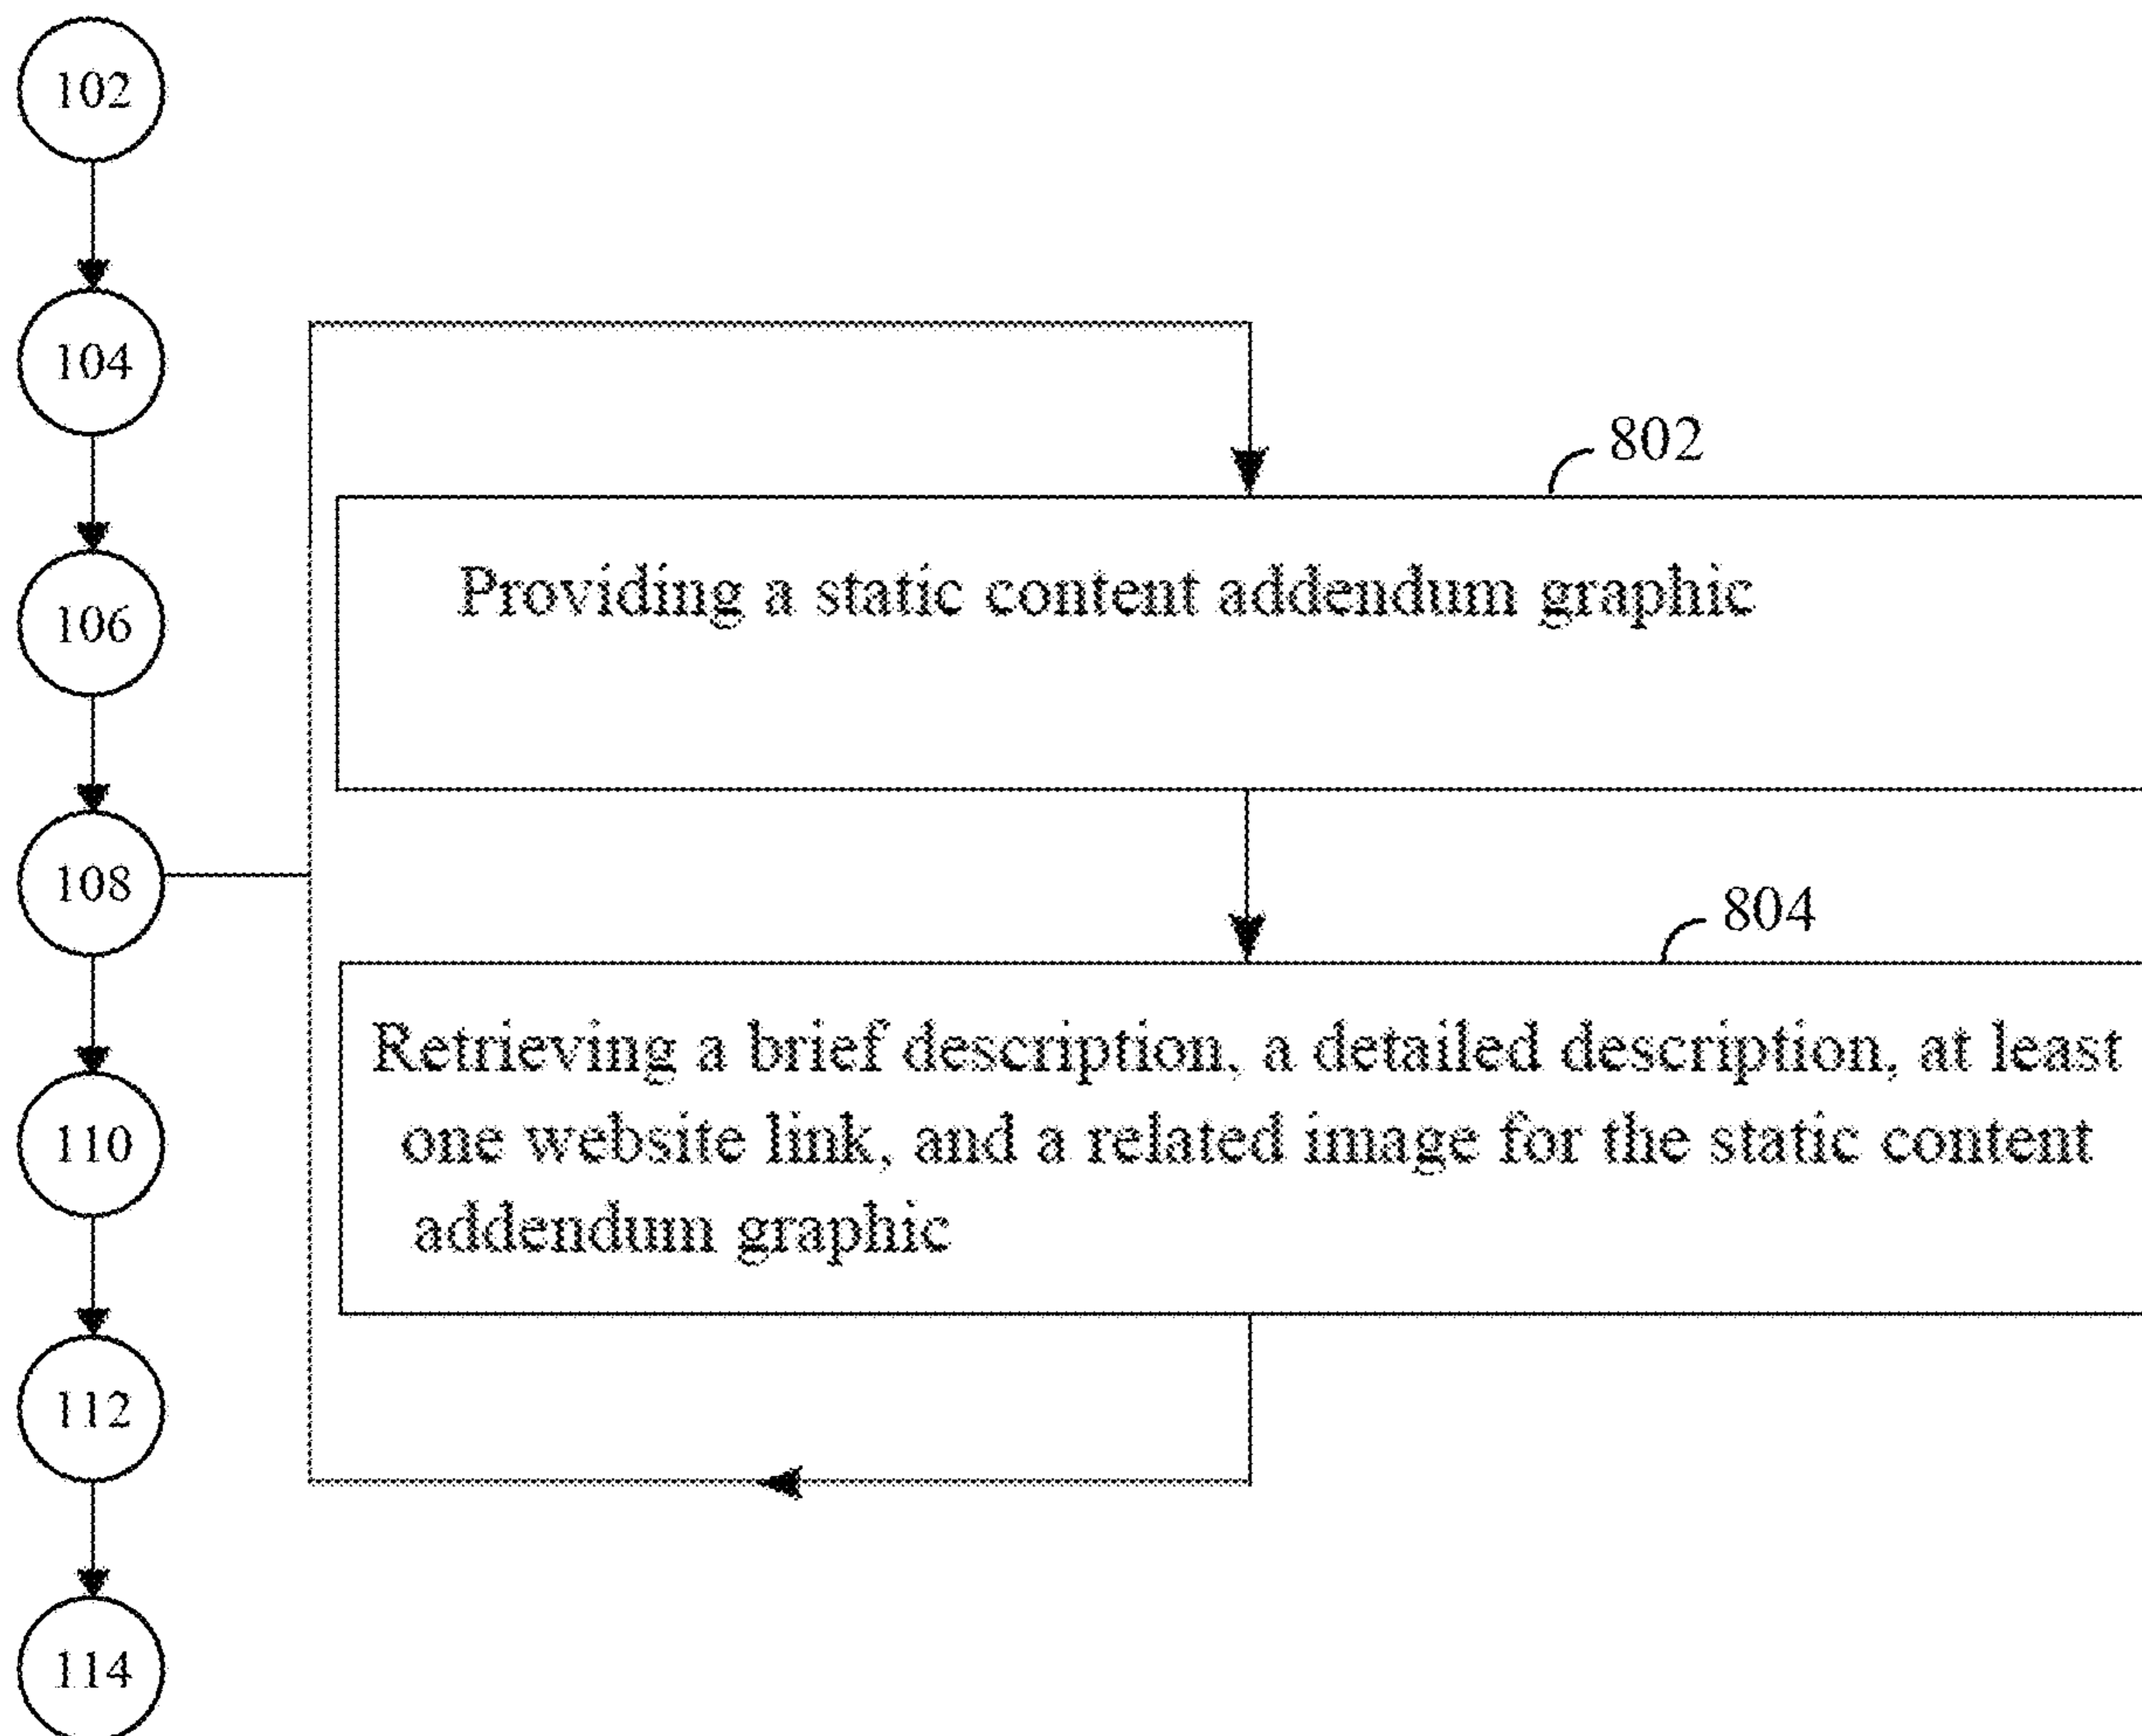 102
104
802
Providing a static content addendum graphic
106
108
804
Retrieving a brief description, a detailed description, at least
one website link, and a related image for the static content
addendum graphic
110
112
114